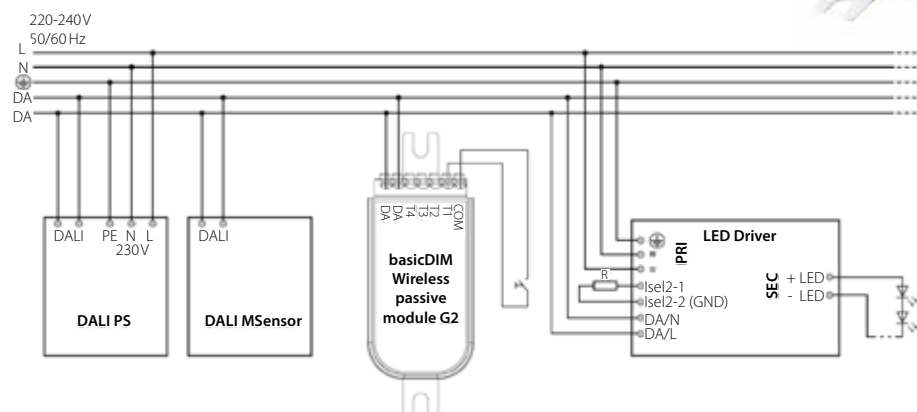 220-240 V
50/60 Hz
L
N
DA
DA
DALI
PE
N
L
230 V
DALI PS
DALI
DALI MSensor
DA
DA
T4
T3
T2
T1
COM
basicDIM
Wireless
passive
module G2
LED Driver
PRI
R
Isel2-1
Isel2-2 (GND)
DA/N
DA/L
SEC
+ LED
- LED